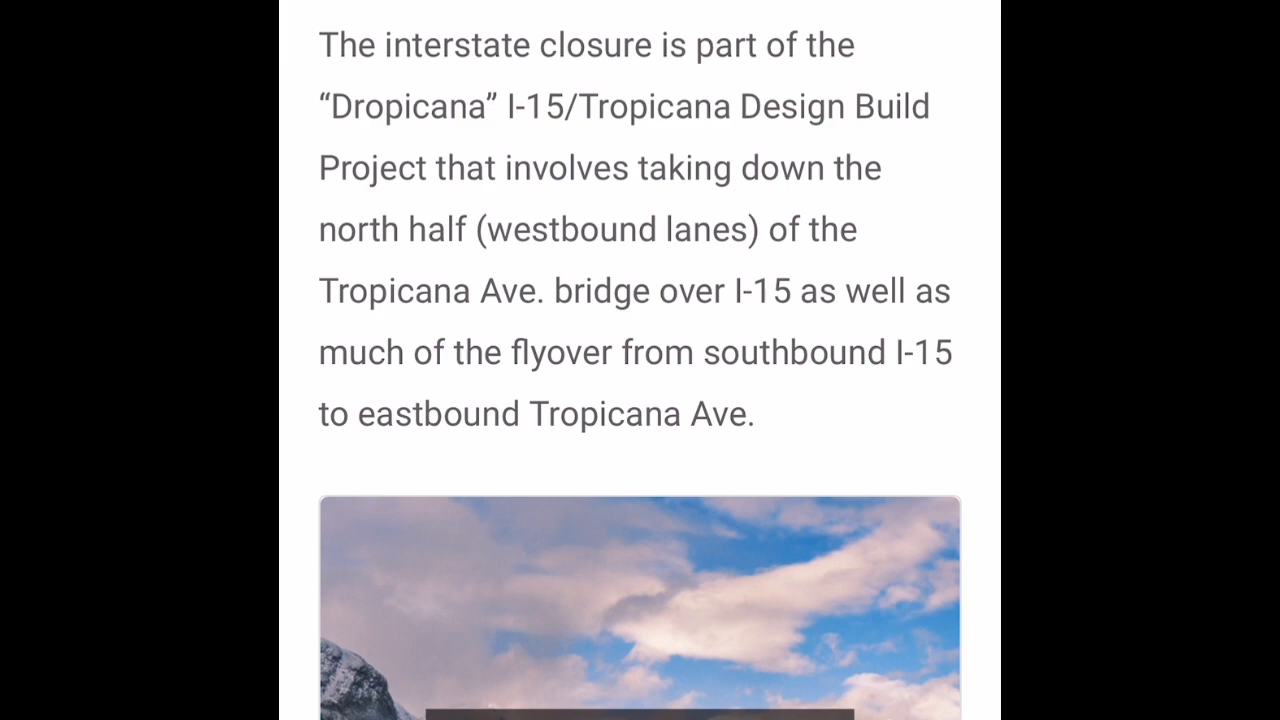 The interstate closure is part of the
“Dropicana” I-15/Tropicana Design Build
Project that involves taking down the
north half (westbound lanes) of the
Tropicana Ave. bridge over I-15 as well as
much of the flyover from southbound I-15
to eastbound Tropicana Ave.